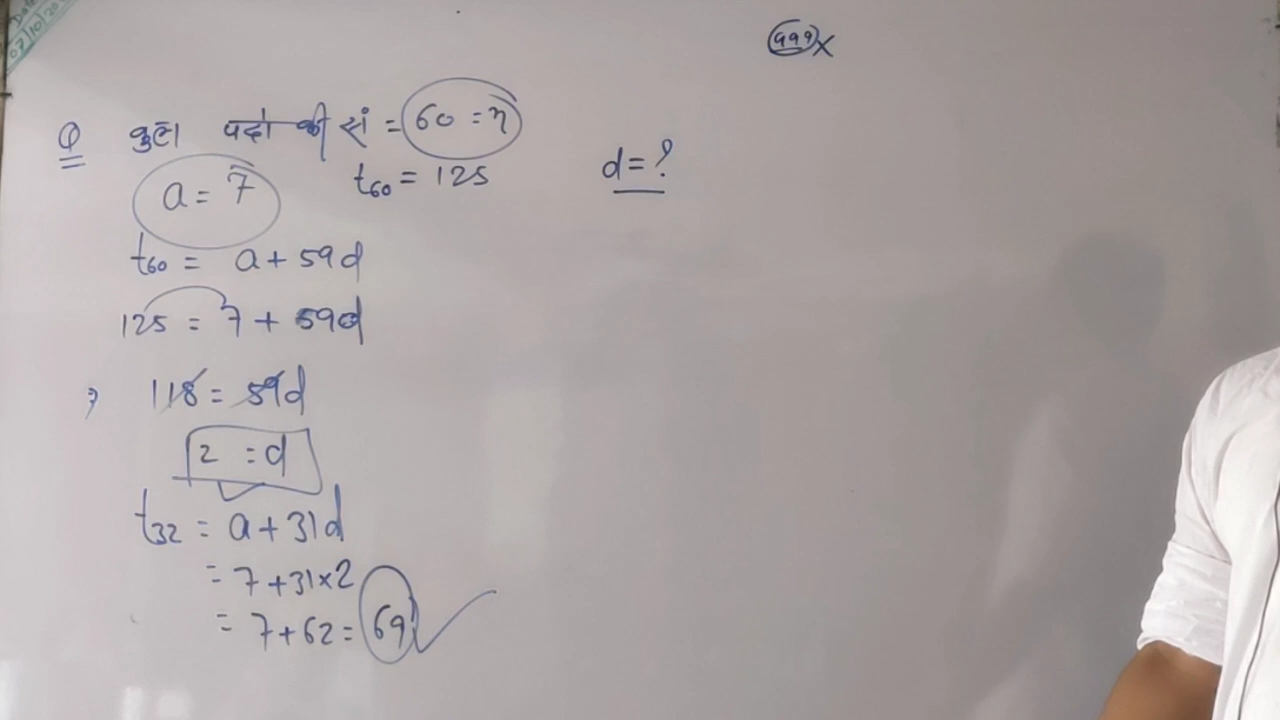 999 x
Q कुल पदों की सं = 60 = n
a = 7 t60 = 125 d = ?
t60 = a + 59d
125 = 7 + 59d
118 = 59d
2 = d
t32 = a + 31d
= 7 + 31×2
= 7 + 62 = 69